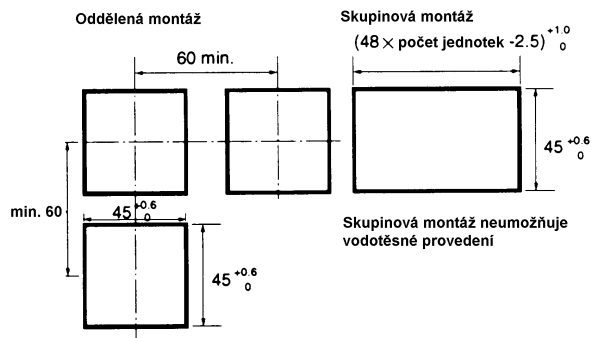 Oddělená montáž
Skupinová montáž
(48 × počet jednotek -2.5) +1.0 0
60 min.
45 +0.6 0
min. 60
45 +0.6 0
Skupinová montáž neumožňuje
vodotěsné provedení
45 +0.6 0